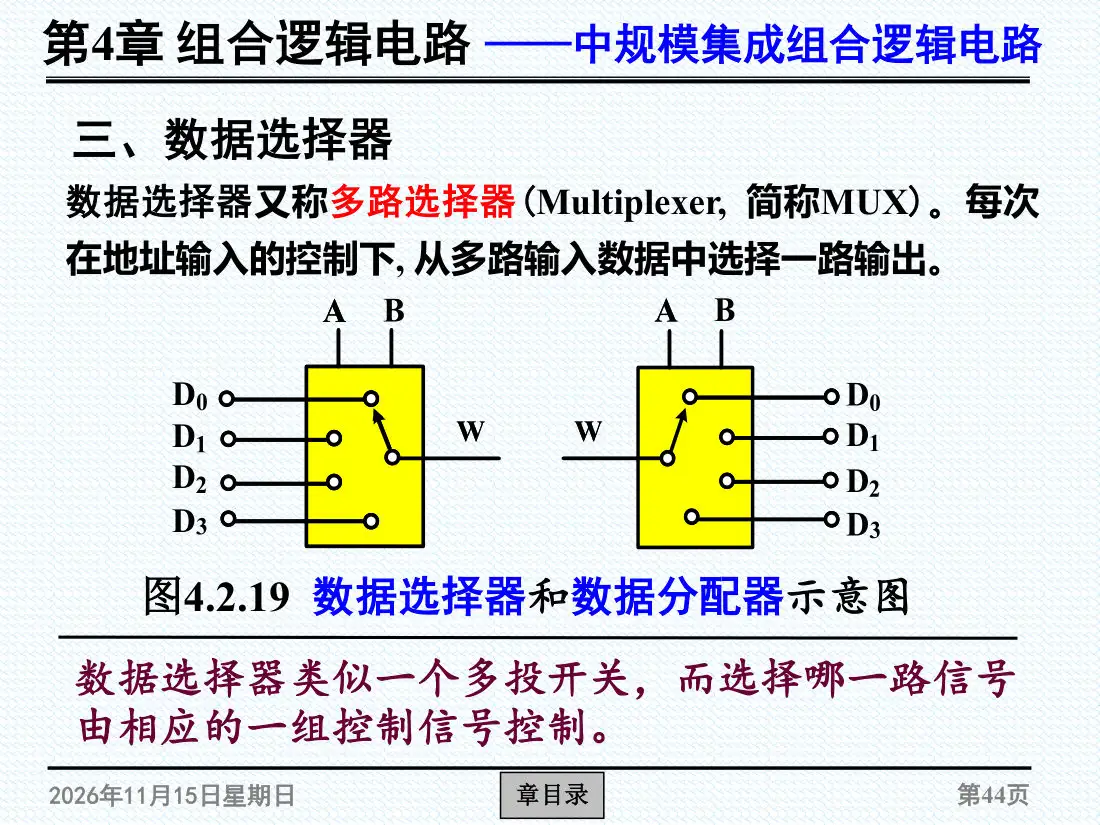 第4章 组合逻辑电路 ——中规模集成组合逻辑电路
三、数据选择器
数据选择器又称多路选择器(Multiplexer, 简称MUX)。每次
在地址输入的控制下, 从多路输入数据中选择一路输出。
A B A B
D0 D0
D1 W W D1
D2 D2
D3 D3
图4.2.19 数据选择器和数据分配器示意图
数据选择器类似一个多投开关，而选择哪一路信号
由相应的一组控制信号控制。
2026年11月15日星期日 章目录 第44页